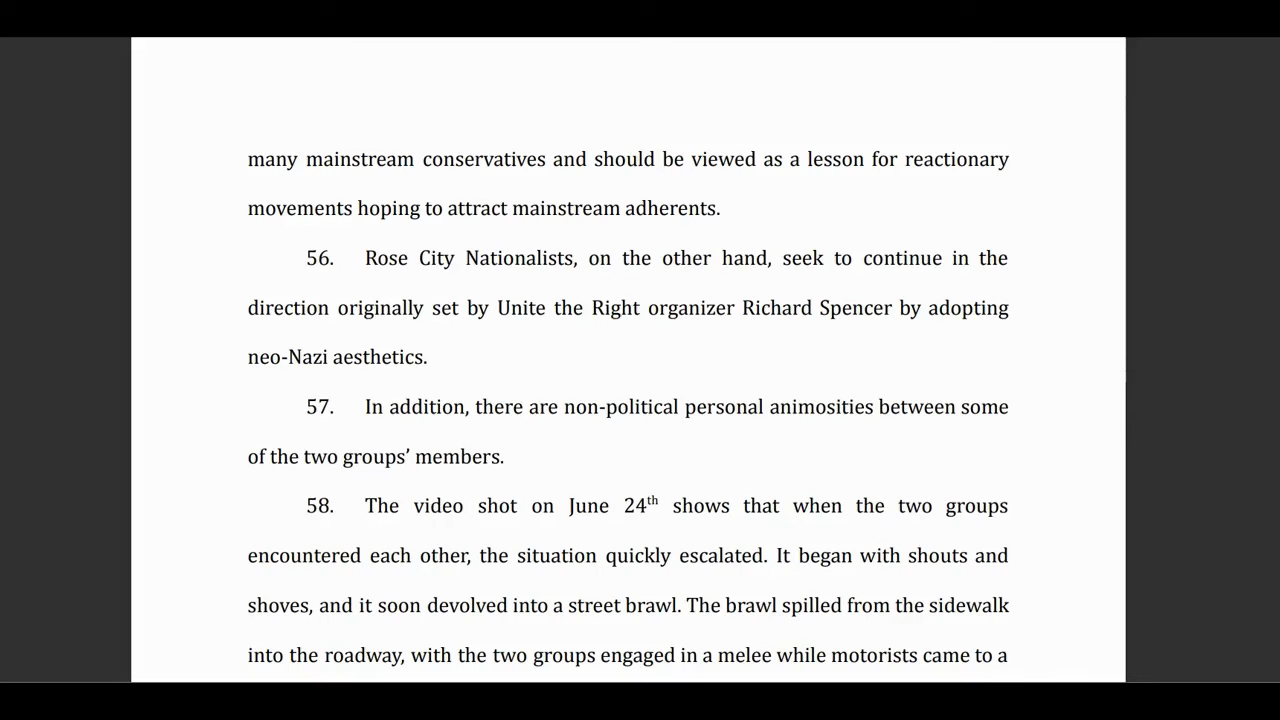 many mainstream conservatives and should be viewed as a lesson for reactionary
movements hoping to attract mainstream adherents.
56. Rose City Nationalists, on the other hand, seek to continue in the
direction originally set by Unite the Right organizer Richard Spencer by adopting
neo-Nazi aesthetics.
57. In addition, there are non-political personal animosities between some
of the two groups’ members.
58. The video shot on June 24th shows that when the two groups
encountered each other, the situation quickly escalated. It began with shouts and
shoves, and it soon devolved into a street brawl. The brawl spilled from the sidewalk
into the roadway, with the two groups engaged in a melee while motorists came to a